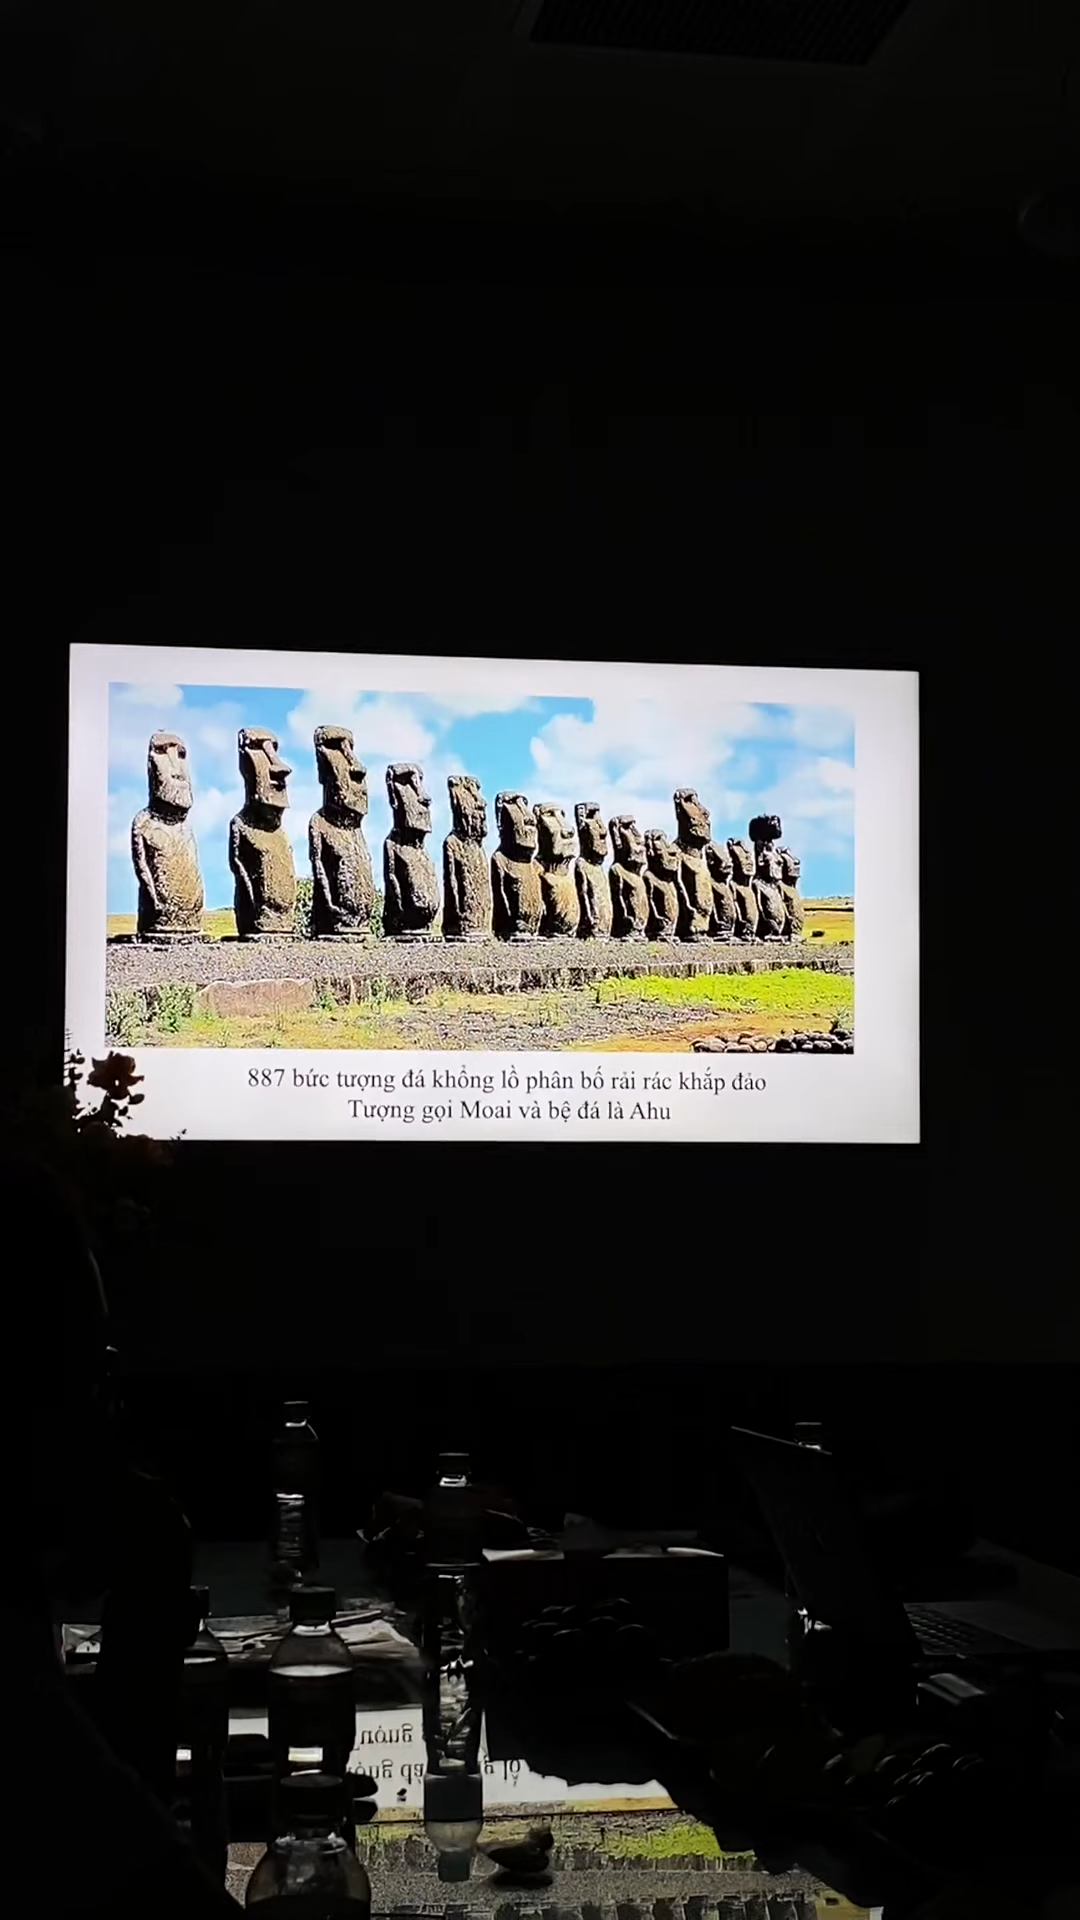 887 bức tượng đá khổng lồ phân bố rải rác khắp đảo
Tượng gọi Moai và bệ đá là Ahu